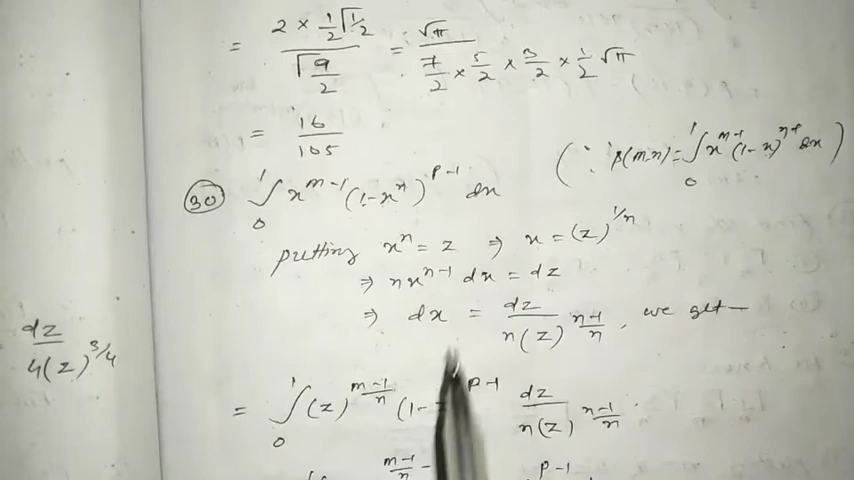 = 2 × 1/2 √1/2 / √9/2 = √π / 7/2 × 5/2 × 3/2 × 1/2 √π
= 16/105
(∵ β(m,n) = ∫₀¹ x^(m-1) (1-x)^(n-1) dx)
(30) ∫₀¹ x^(m-1) (1-x^n)^(p-1) dx
putting x^n = z ⇒ x = (z)^(1/n)
⇒ nx^(n-1) dx = dz
⇒ dx = dz / n(z)^((n-1)/n), we get—
dz / 4(z)^(3/4)
= ∫₀¹ (z)^((m-1)/n) (1- p-1 dz / n(z)^((n-1)/n)